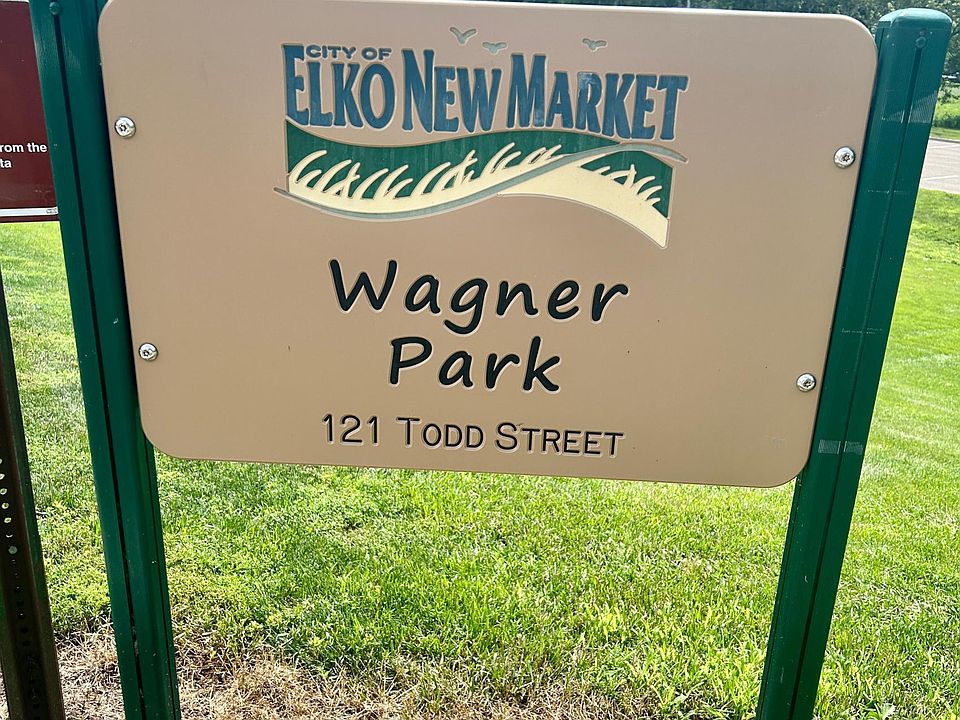 CITY OF
ELKO NEW MARKET
Wagner
Park
121 TODD STREET
rom the
ta